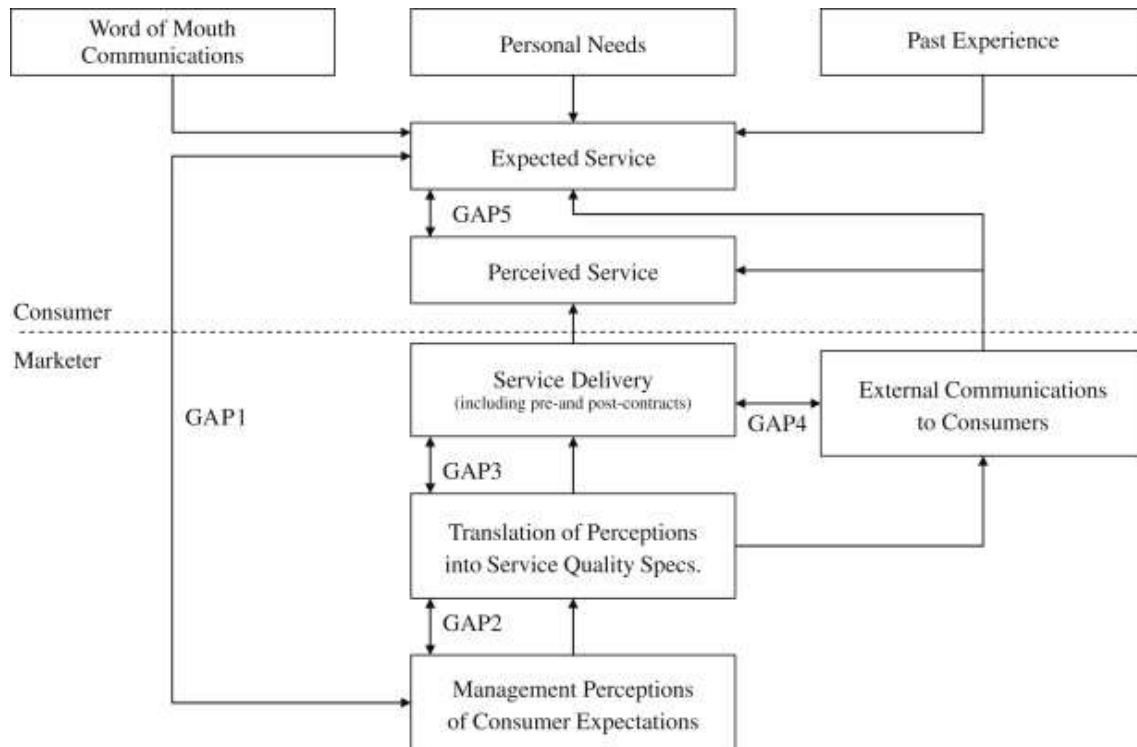 Word of Mouth
Communications
Personal Needs
Past Experience
Expected Service
GAP5
Perceived Service
Consumer
Marketer
Service Delivery
(including pre-and post-contracts)
External Communications
to Consumers
GAP1
GAP4
GAP3
Translation of Perceptions
into Service Quality Specs.
GAP2
Management Perceptions
of Consumer Expectations